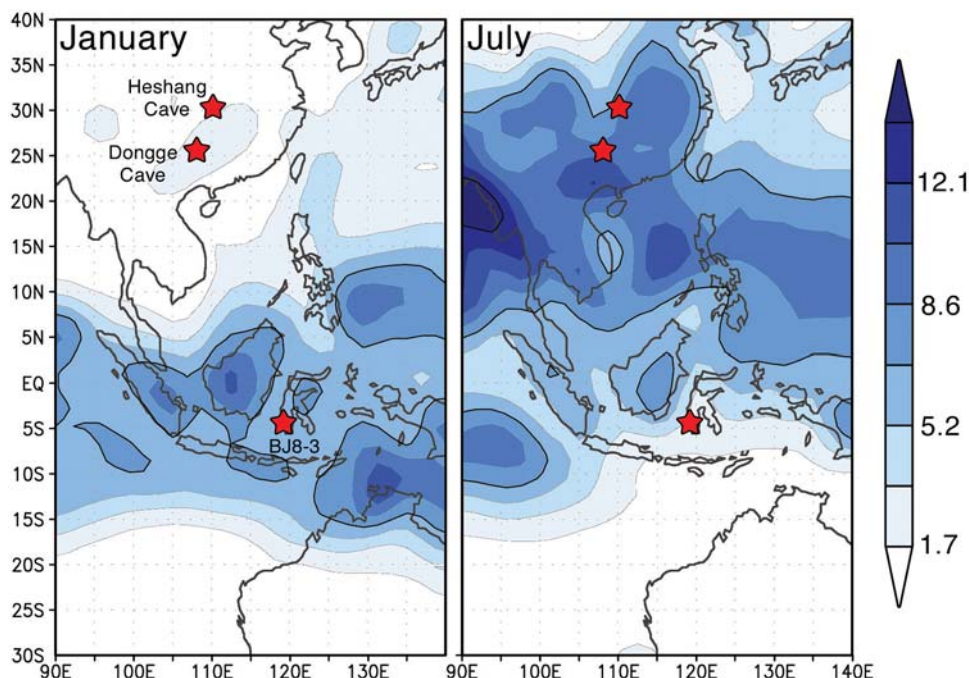 January
July
Heshang
Cave
Dongge
Cave
BJ8-3
40N
35N
30N
25N
20N
15N
10N
5N
EQ
5S
10S
15S
20S
25S
30S
90E 100E 110E 120E 130E 90E 100E 110E 120E 130E 140E
12.1
8.6
5.2
1.7